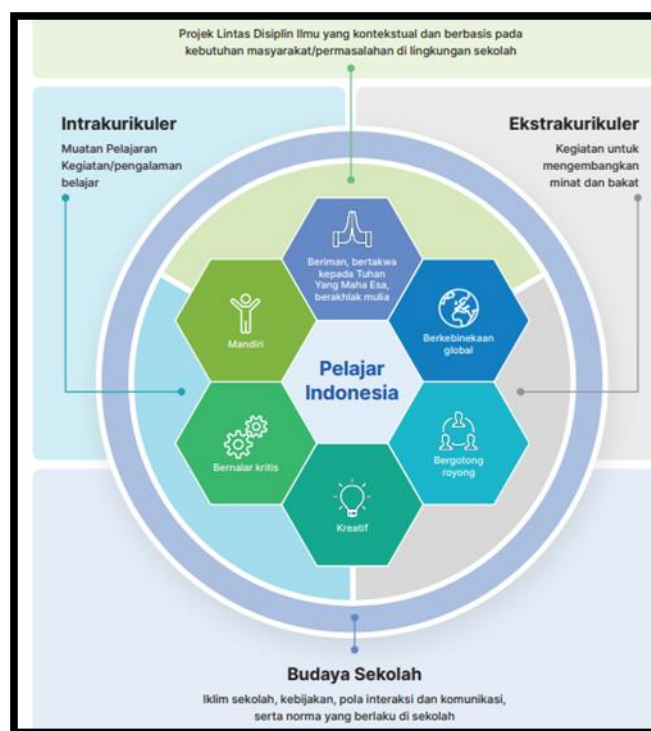 Projek Lintas Disiplin Ilmu yang kontekstual dan berbasis pada
kebutuhan masyarakat/permasalahan di lingkungan sekolah
Intrakurikuler
Muatan Pelajaran
Kegiatan/pengalaman
belajar
Ekstrakurikuler
Kegiatan untuk
mengembangkan
minat dan bakat
Beriman, bertakwa
kepada Tuhan
Yang Maha Esa,
berakhlak mulia
Mandiri
Berkebinekaan
global
Pelajar
Indonesia
Bernalar kritis
Bergotong
royong
Kreatif
Budaya Sekolah
Iklim sekolah, kebijakan, pola interaksi dan komunikasi,
serta norma yang berlaku di sekolah